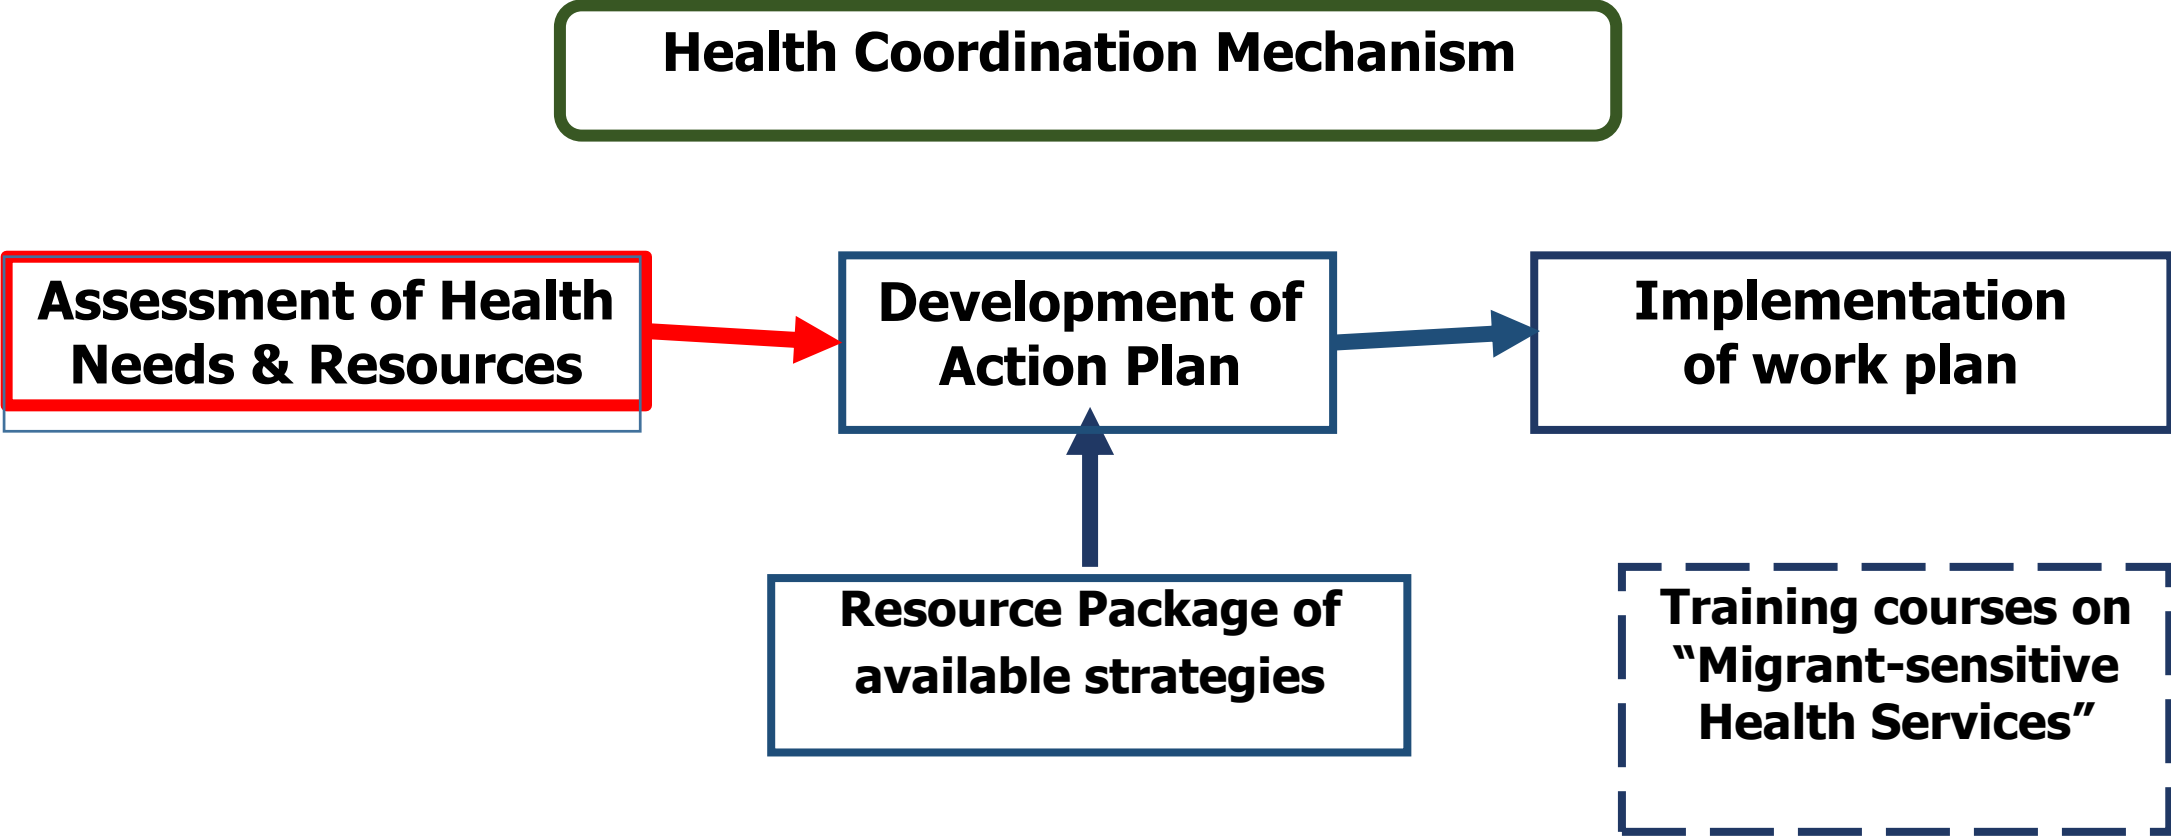 Health Coordination Mechanism
Assessment of Health
Needs & Resources
Development of
Action Plan
Implementation
of work plan
Resource Package of
available strategies
Training courses on
“Migrant-sensitive
Health Services”